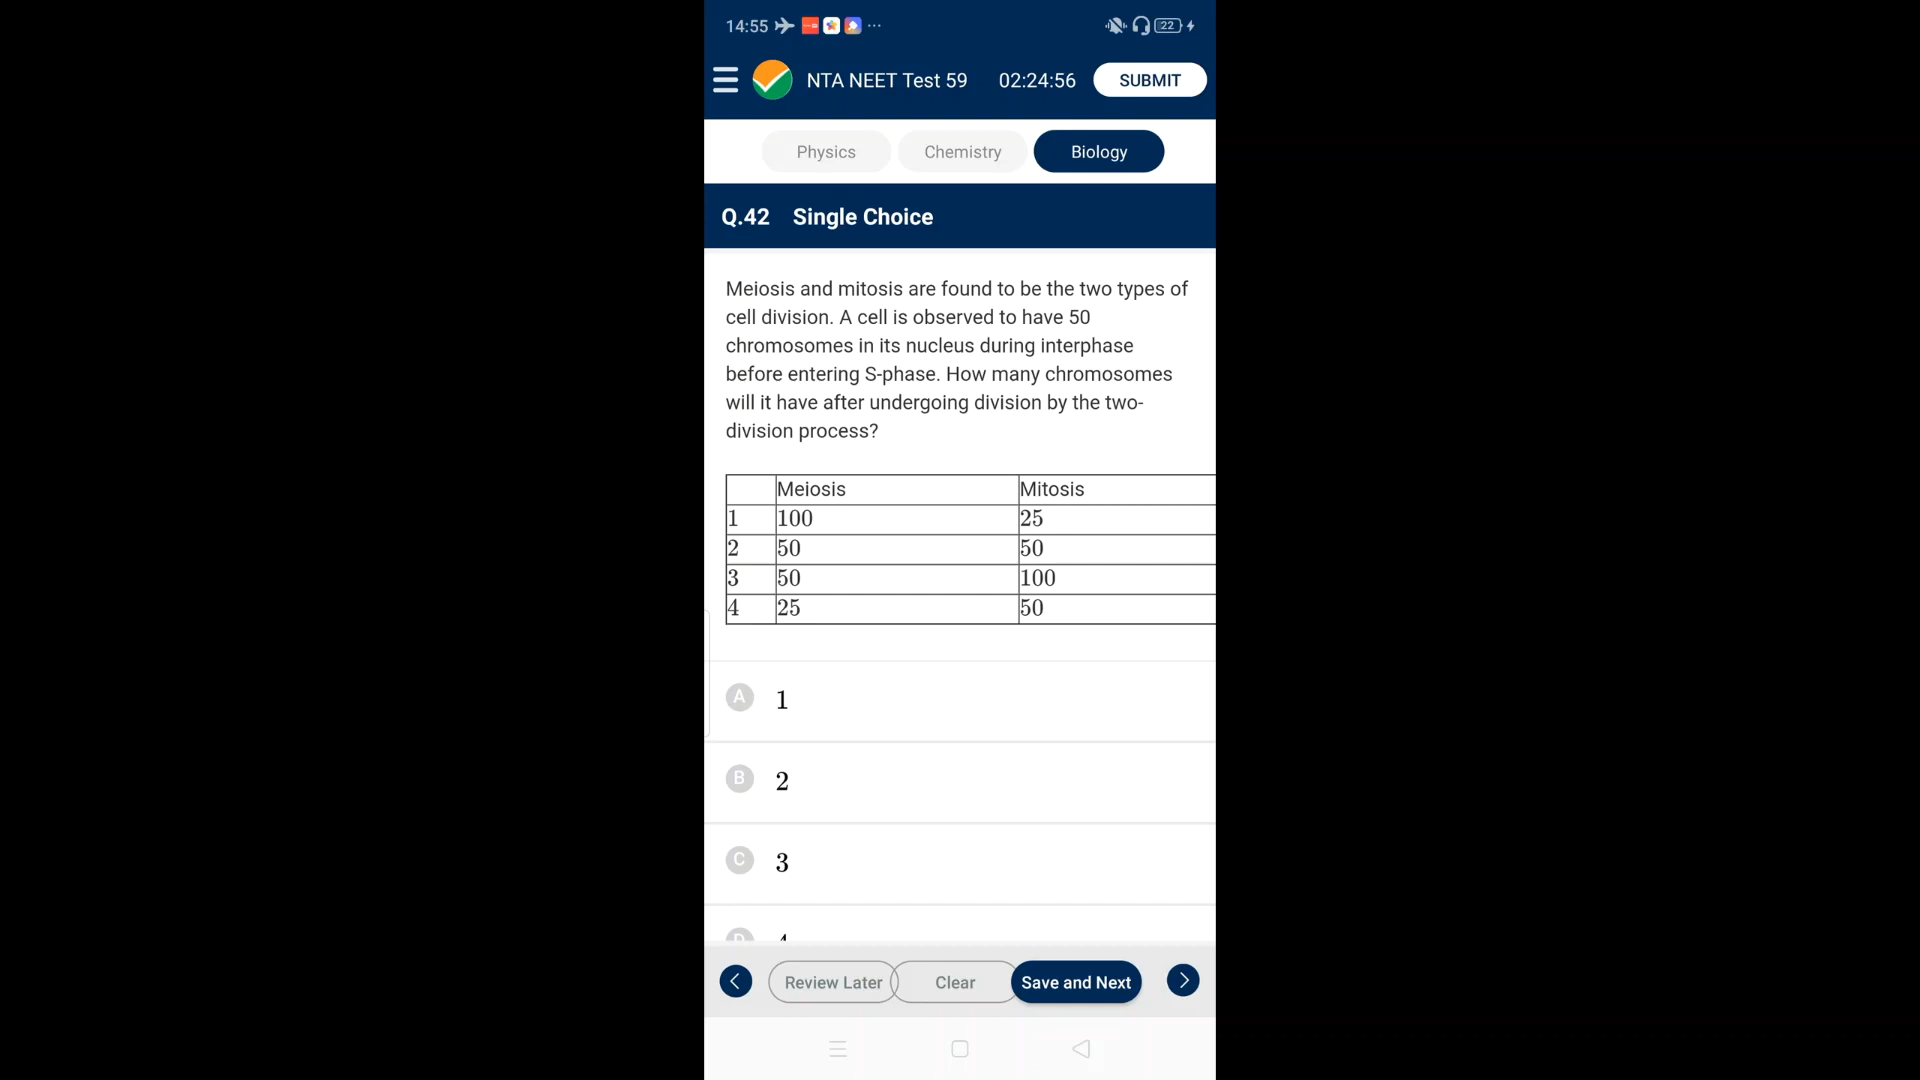 14:55 ··· 22
NTA NEET Test 59 02:24:56 SUBMIT
Physics Chemistry Biology
Q.42 Single Choice
Meiosis and mitosis are found to be the two types of
cell division. A cell is observed to have 50
chromosomes in its nucleus during interphase
before entering S-phase. How many chromosomes
will it have after undergoing division by the two-
division process?
Meiosis Mitosis
1 100 25
2 50 50
3 50 100
4 25 50
A 1
B 2
C 3
D 4
Review Later Clear Save and Next